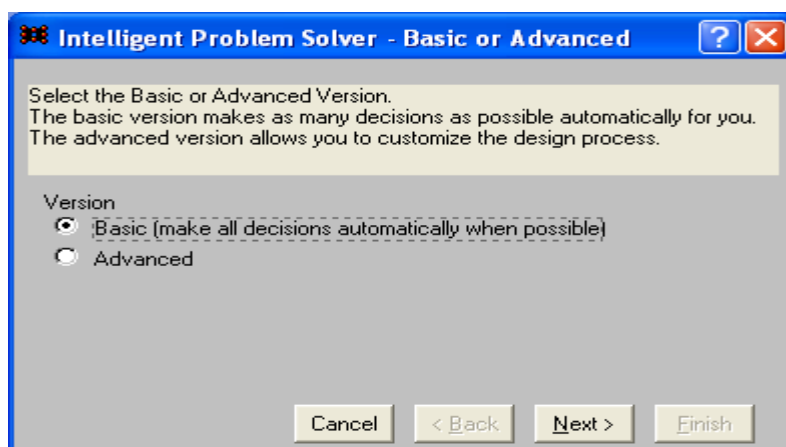 Intelligent Problem Solver - Basic or Advanced
Select the Basic or Advanced Version.
The basic version makes as many decisions as possible automatically for you.
The advanced version allows you to customize the design process.
Version
Basic (make all decisions automatically when possible)
Advanced
Cancel < Back Next > Finish